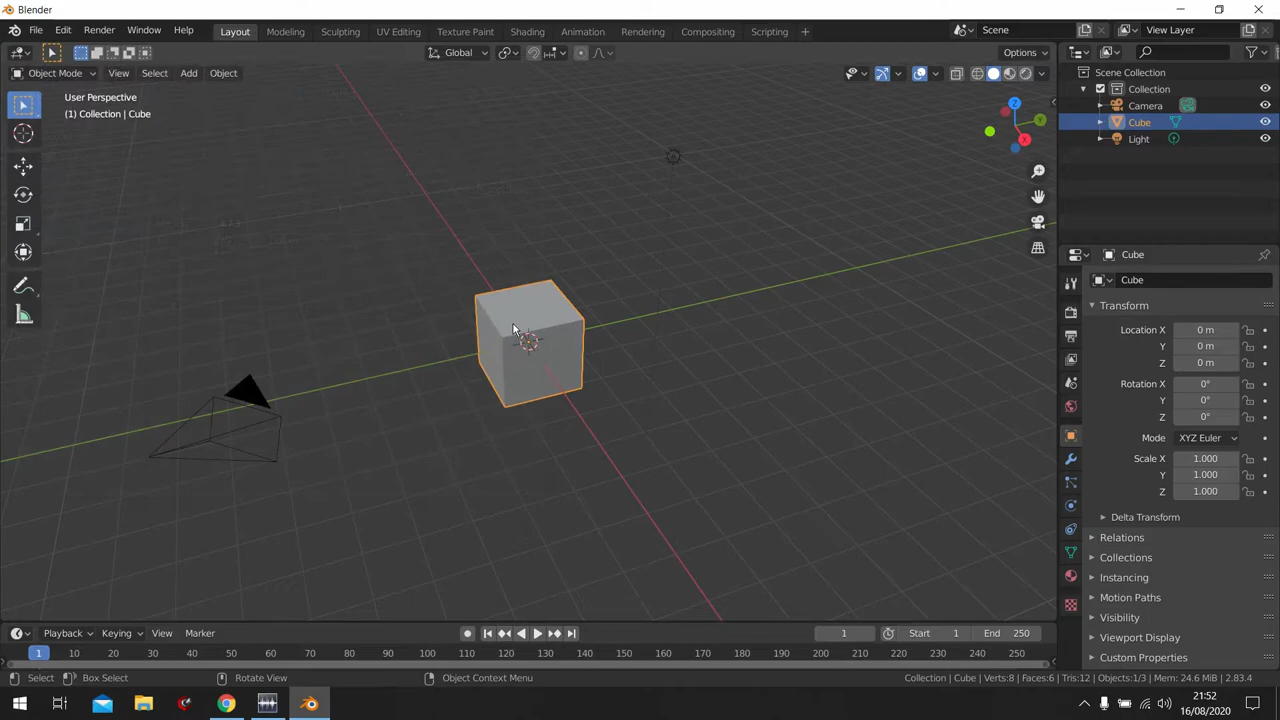 Blender
File Edit Render Window Help Layout Modeling Sculpting UV Editing Texture Paint Shading Animation Rendering Compositing Scripting Scene View Layer
Global Options
Object Mode View Select Add Object
User Perspective
(1) Collection | Cube
Z
Y
X
Scene Collection
Collection
Camera
Cube
Light
Cube
Cube
Transform
Location X 0 m
Y 0 m
Z 0 m
Rotation X 0°
Y 0°
Z 0°
Mode XYZ Euler
Scale X 1.000
Y 1.000
Z 1.000
Delta Transform
Relations
Collections
Instancing
Motion Paths
Visibility
Viewport Display
Custom Properties
Playback Keying View Marker 1 Start 1 End 250
1 10 20 30 40 50 60 70 80 90 100 110 120 130 140 150 160 170 180 190 200 210 220 230 240 250
Select Box Select Rotate View Object Context Menu Collection | Cube | Verts:8 | Faces:6 | Tris:12 | Objects:1/3 | Mem: 24.6 MiB | 2.83.4
21:52
16/08/2020